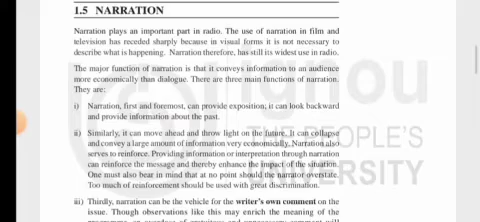 1.5 NARRATION
Narration plays an important part in radio. The use of narration in film and
television has receded sharply because in visual forms it is not necessary to
describe what is happening. Narration therefore, has still its widest use in radio.
The major function of narration is that it conveys information to an audience
more economically than dialogue. There are three main functions of narration.
They are:
i) Narration, first and foremost, can provide exposition; it can look backward
and provide information about the past.
ii) Similarly, it can move ahead and throw light on the future. It can collapse
and convey a large amount of information very economically. Narration also
serves to reinforce. Providing information or interpretation through narration
can reinforce the message and thereby enhance the impact of the situation.
One must also bear in mind that at no point should the narrator overstate.
Too much of reinforcement should be used with great discrimination.
iii) Thirdly, narration can be the vehicle for the writer's own comment on the
issue. Though observations like this may enrich the meaning of the
ignou
THE PEOPLE'S
UNIVERSITY